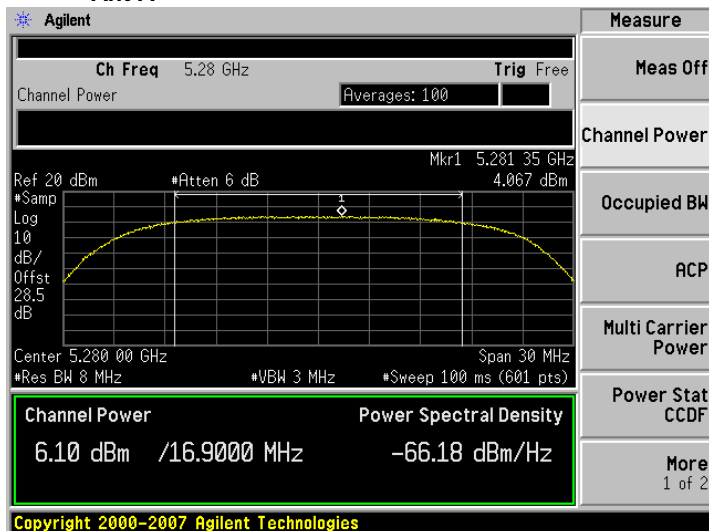 Agilent
Measure
Ch Freq 5.28 GHz Trig Free
Channel Power Averages: 100
Mkr1 5.281 35 GHz
Ref 20 dBm #Atten 6 dB 4.067 dBm
#Samp
Log
10
dB/
Offst
28.5
dB
1
Center 5.280 00 GHz Span 30 MHz
#Res BW 8 MHz #VBW 3 MHz #Sweep 100 ms (601 pts)
Channel Power Power Spectral Density
6.10 dBm /16.9000 MHz -66.18 dBm/Hz
Meas Off
Channel Power
Occupied BW
ACP
Multi Carrier
Power
Power Stat
CCDF
More
1 of 2
Copyright 2000-2007 Agilent Technologies